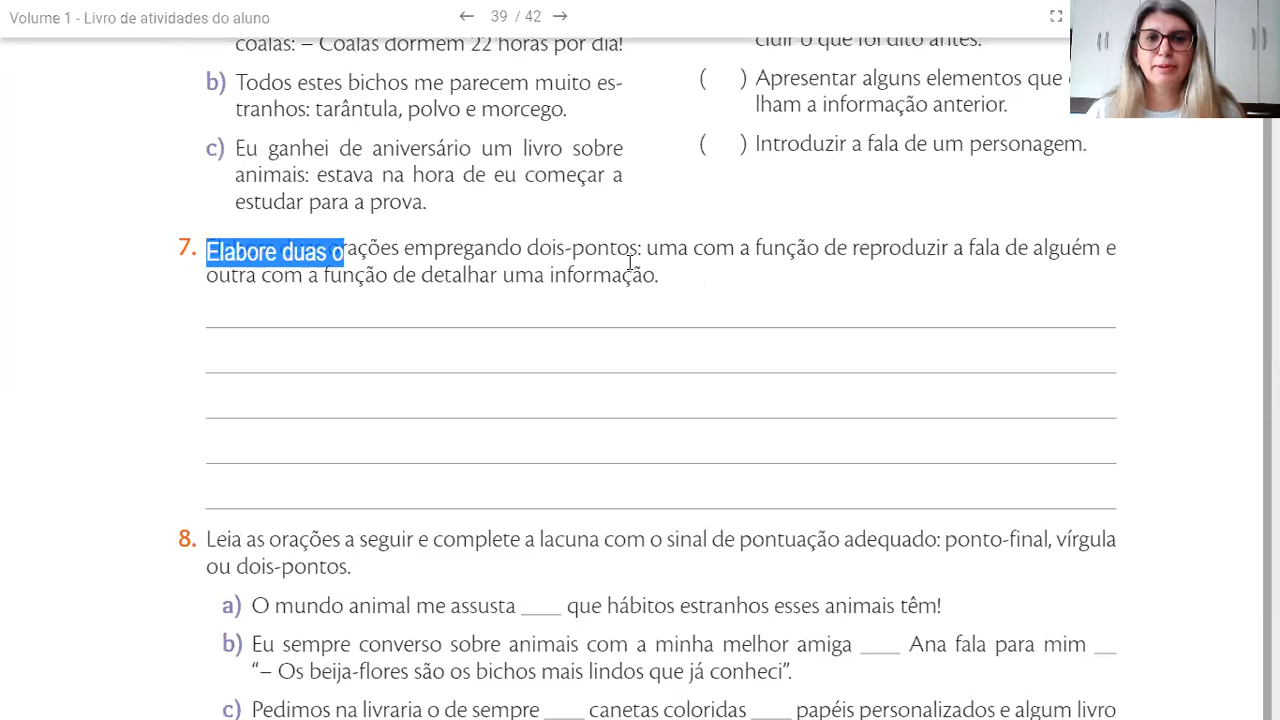 Volume 1 - Livro de atividades do aluno
39 / 42
coalas: – Coalas dormem 22 horas por dia!
b) Todos estes bichos me parecem muito es-
tranhos: tarântula, polvo e morcego.
c) Eu ganhei de aniversário um livro sobre
animais: estava na hora de eu começar a
estudar para a prova.
cluir o que foi dito antes.
( ) Apresentar alguns elementos que
lham a informação anterior.
( ) Introduzir a fala de um personagem.
7. Elabore duas orações empregando dois-pontos: uma com a função de reproduzir a fala de alguém e
outra com a função de detalhar uma informação.
8. Leia as orações a seguir e complete a lacuna com o sinal de pontuação adequado: ponto-final, vírgula
ou dois-pontos.
a) O mundo animal me assusta ____ que hábitos estranhos esses animais têm!
b) Eu sempre converso sobre animais com a minha melhor amiga ____ Ana fala para mim __
“– Os beija-flores são os bichos mais lindos que já conheci”.
c) Pedimos na livraria o de sempre ____ canetas coloridas ____ papéis personalizados e algum livro